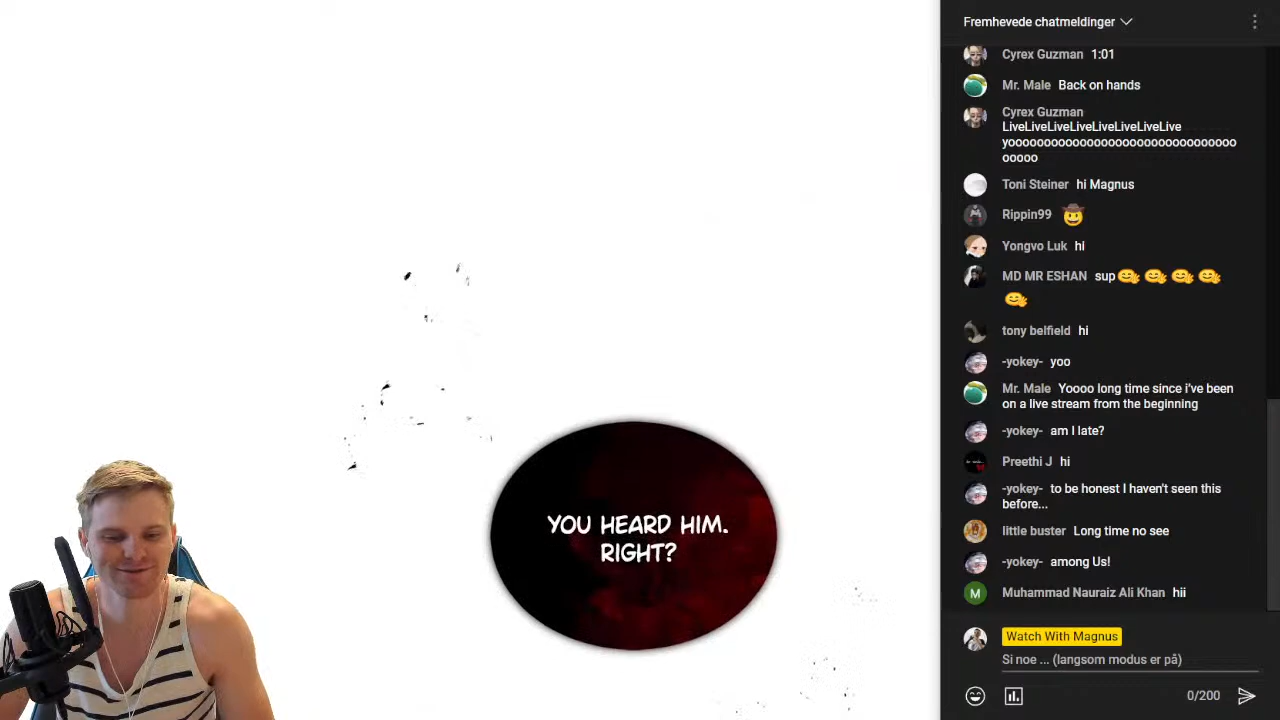 Fremhevede chatmeldinger
Cyrex Guzman 1:01
Mr. Male Back on hands
Cyrex Guzman
LiveLiveLiveLiveLiveLiveLiveLive
yooooooooooooooooooooooooooooooooo
ooooo
Toni Steiner hi Magnus
Rippin99 🤠
Yongvo Luk hi
MD MR ESHAN sup
tony belfield hi
-yokey- yoo
Mr. Male Yoooo long time since i've been
on a live stream from the beginning
-yokey- am I late?
Preethi J hi
-yokey- to be honest I haven't seen this
before...
little buster Long time no see
-yokey- among Us!
M Muhammad Nauraiz Ali Khan hii
Watch With Magnus
Si noe ... (langsom modus er på)
0/200
YOU HEARD HIM.
RIGHT?